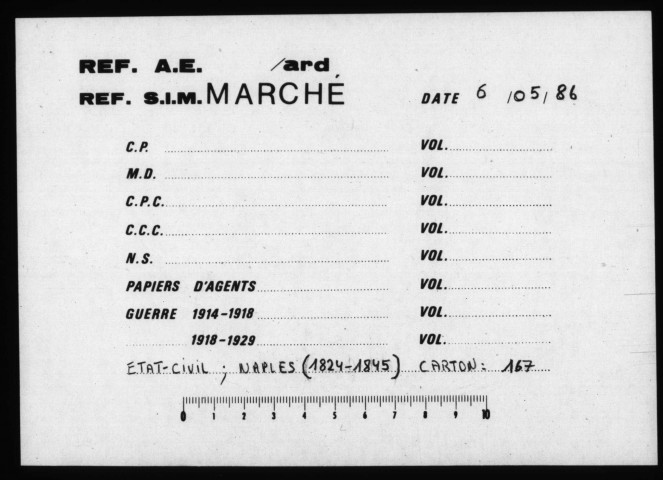 REF. A.E. /ard
REF. S.I.M. MARCHÉ DATE 6 /05/86
C.P. VOL.
M.D. VOL.
C.P.C. VOL.
C.C.C. VOL.
N.S. VOL.
PAPIERS D'AGENTS VOL.
GUERRE 1914-1918 VOL.
1918-1929 VOL.
ETAT-CIVIL ; NAPLES (1824-1845) CARTON: 167
0 1 2 3 4 5 6 7 8 9 10